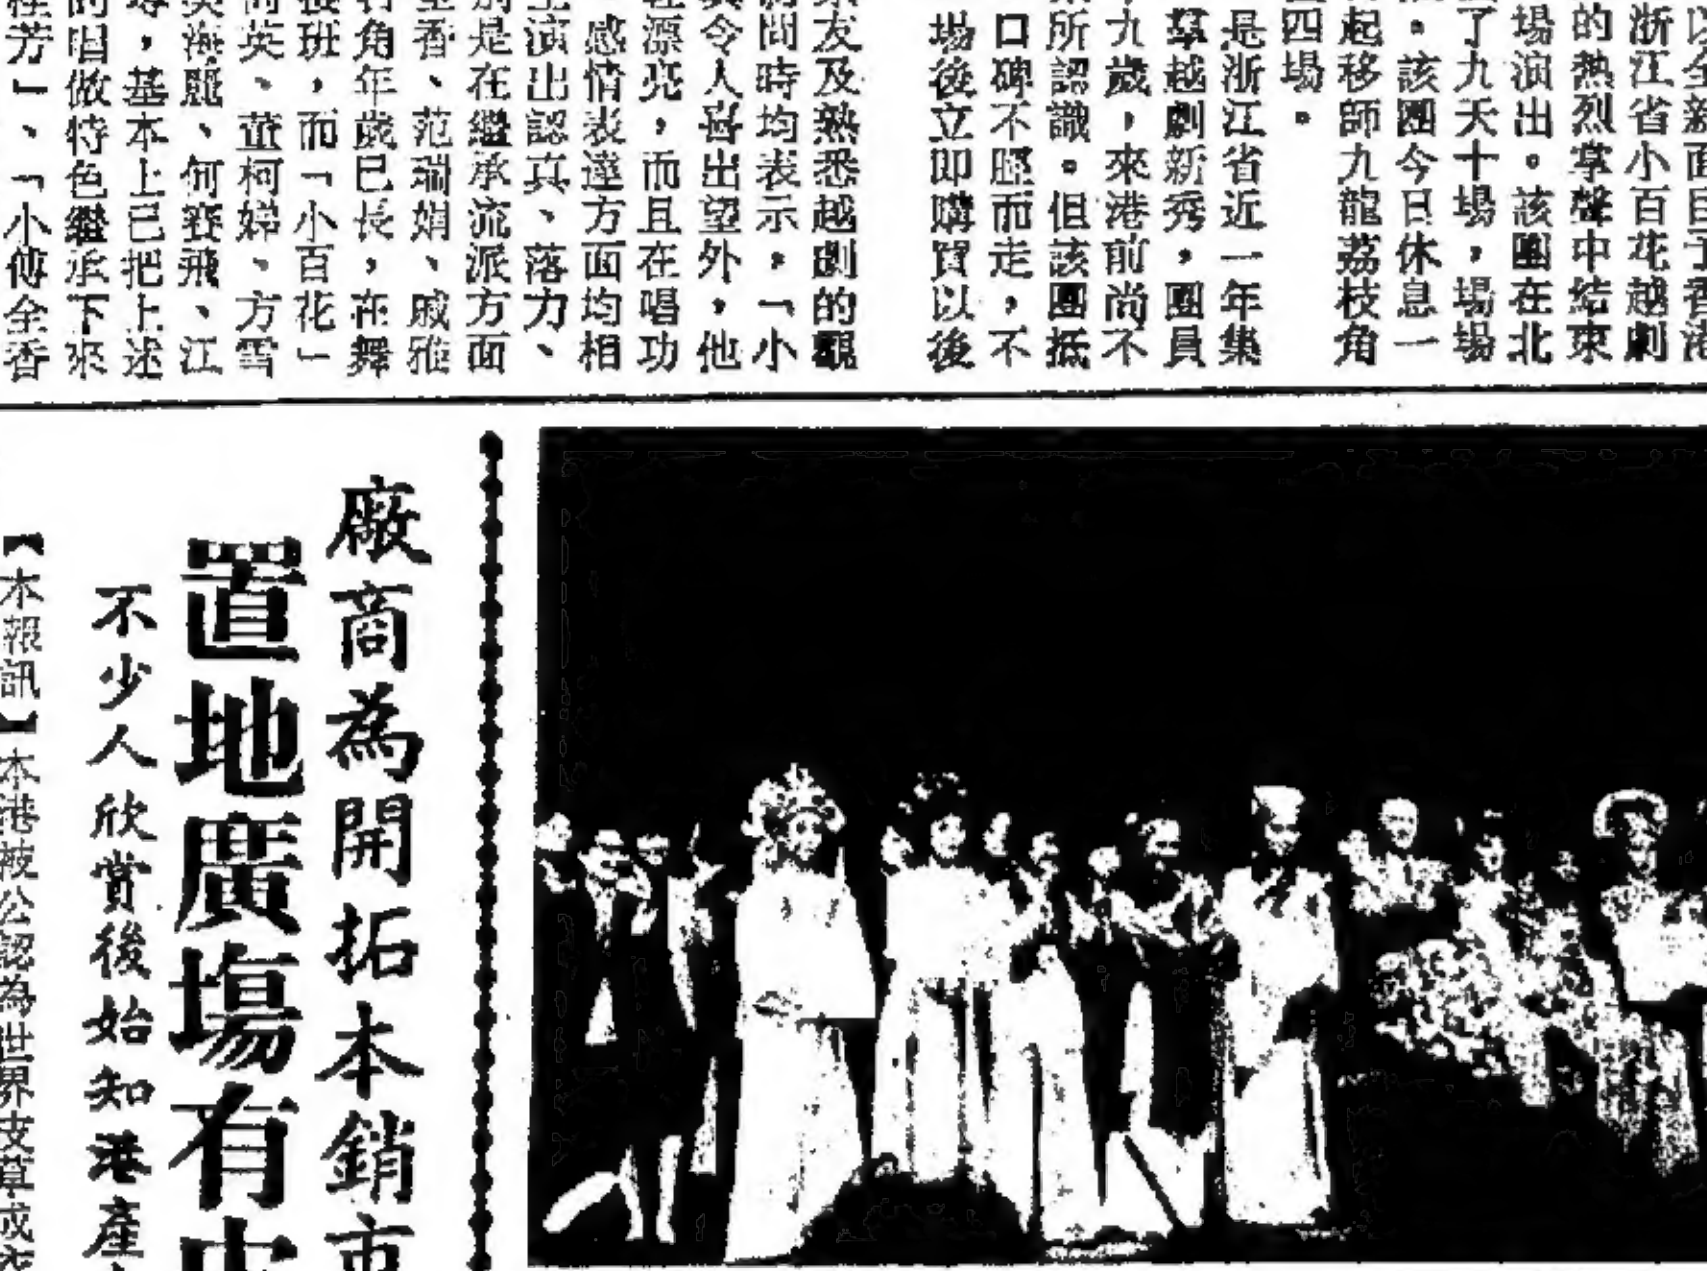 以全新面目
浙江省小百花越劇
的熱烈掌聲中結束
場演出。該團在北
了九天十場，場場
。該團今日休息一
起移師九龍荔枝角
四場。
是浙江省近一年集
羣越劇新秀，團員
九歲，來港前尚不
所認識。但該團抵
口碑不脛而走，不
場後立即購買以後
友及熟悉越劇的觀
問時均表示，「小
令人喜出望外，他
漂亮，而且在唱功
感情表達方面均相
演出認真、落力、
是在繼承流派方面
香、范瑞娟、戚雅
角年歲已長，在舞
班，而「小百花」
英、董柯娣、方雪
海麗、何賽飛、江
，基本上已把上述
唱做特色繼承下來
芳」、「小傅全香
廠商為開拓本銷市
置地廣場有
不少人欣賞後始知港產
【本報訊】本港被公認為世界